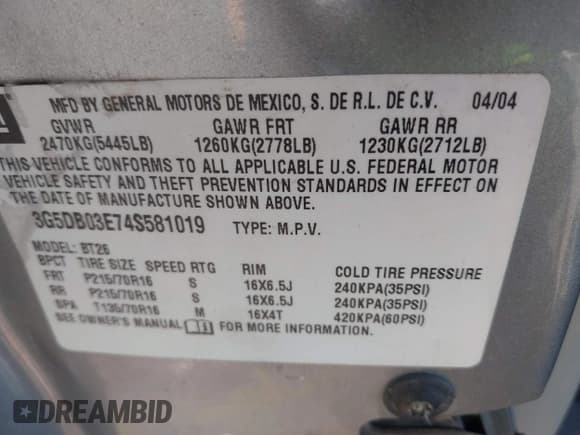 MFD BY GENERAL MOTORS DE MEXICO, S. DE R.L. DE C.V. 04/04
GVWR GAWR FRT GAWR RR
2470KG(5445LB) 1260KG(2778LB) 1230KG(2712LB)
THIS VEHICLE CONFORMS TO ALL APPLICABLE U.S. FEDERAL MOTOR
VEHICLE SAFETY AND THEFT PREVENTION STANDARDS IN EFFECT ON
THE DATE OF MANUFACTURE SHOWN ABOVE.
3G5DB03E74S581019 TYPE: M.P.V.
MODEL: BT26
BPCT TIRE SIZE SPEED RTG RIM COLD TIRE PRESSURE
FRT P215/70R16 S 16X6.5J 240KPA(35PSI)
RR P215/70R16 S 16X6.5J 240KPA(35PSI)
SPA T135/70R16 M 16X4T 420KPA(60PSI)
SEE OWNER'S MANUAL FOR MORE INFORMATION.
DREAMBID